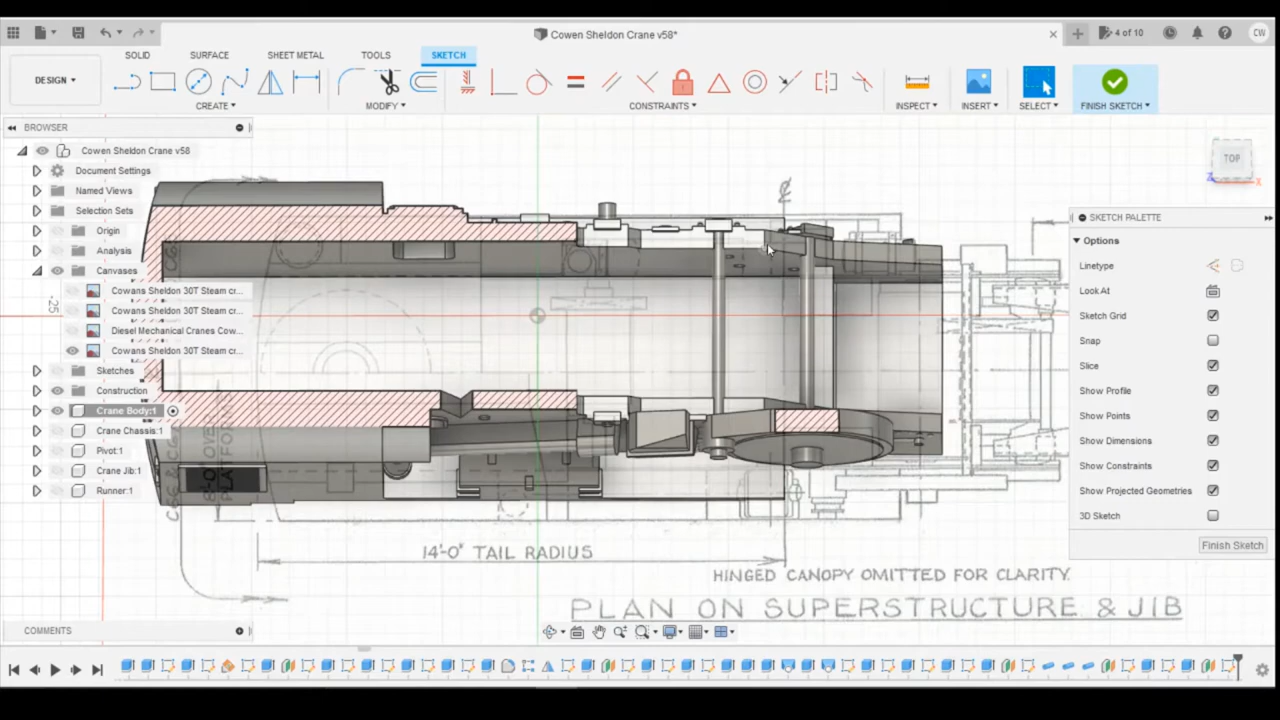 Cowen Sheldon Crane v58*
4 of 10
CW
DESIGN
SOLID
SURFACE
SHEET METAL
TOOLS
SKETCH
CREATE
MODIFY
CONSTRAINTS
INSPECT
INSERT
SELECT
FINISH SKETCH
BROWSER
Cowen Sheldon Crane v58
Document Settings
Named Views
Selection Sets
Origin
Analysis
Canvases
Cowans Sheldon 30T Steam cr...
Cowans Sheldon 30T Steam cr...
Diesel Mechanical Cranes Cow...
Cowans Sheldon 30T Steam cr...
Sketches
Construction
Crane Body:1
Crane Chassis:1
Pivot:1
Crane Jib:1
Runner:1
-25
TOP
Z
X
SKETCH PALETTE
Options
Linetype
Look At
Sketch Grid
Snap
Slice
Show Profile
Show Points
Show Dimensions
Show Constraints
Show Projected Geometries
3D Sketch
Finish Sketch
14'-0" TAIL RADIUS
HINGED CANOPY OMITTED FOR CLARITY.
PLAN ON SUPERSTRUCTURE & JIB
COMMENTS